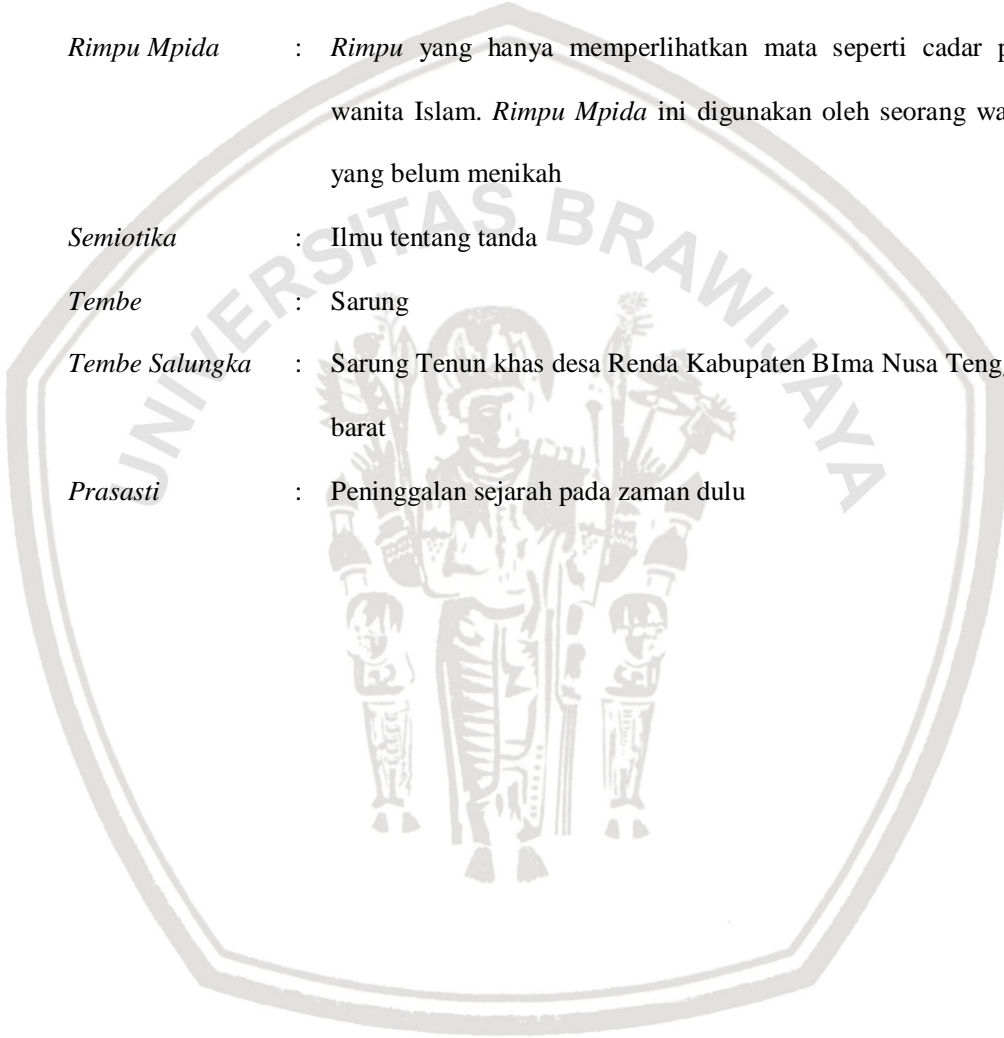 Rimpu Mpida : Rimpu yang hanya memperlihatkan mata seperti cadar
wanita Islam. Rimpu Mpida ini digunakan oleh seorang
yang belum menikah
Semiotika : Ilmu tentang tanda
Tembe : Sarung
Tembe Salungka : Sarung Tenun khas desa Renda Kabupaten BIma Nusa
barat
Prasasti : Peninggalan sejarah pada zaman dulu
UNIVERSITAS BRAWIJAYA